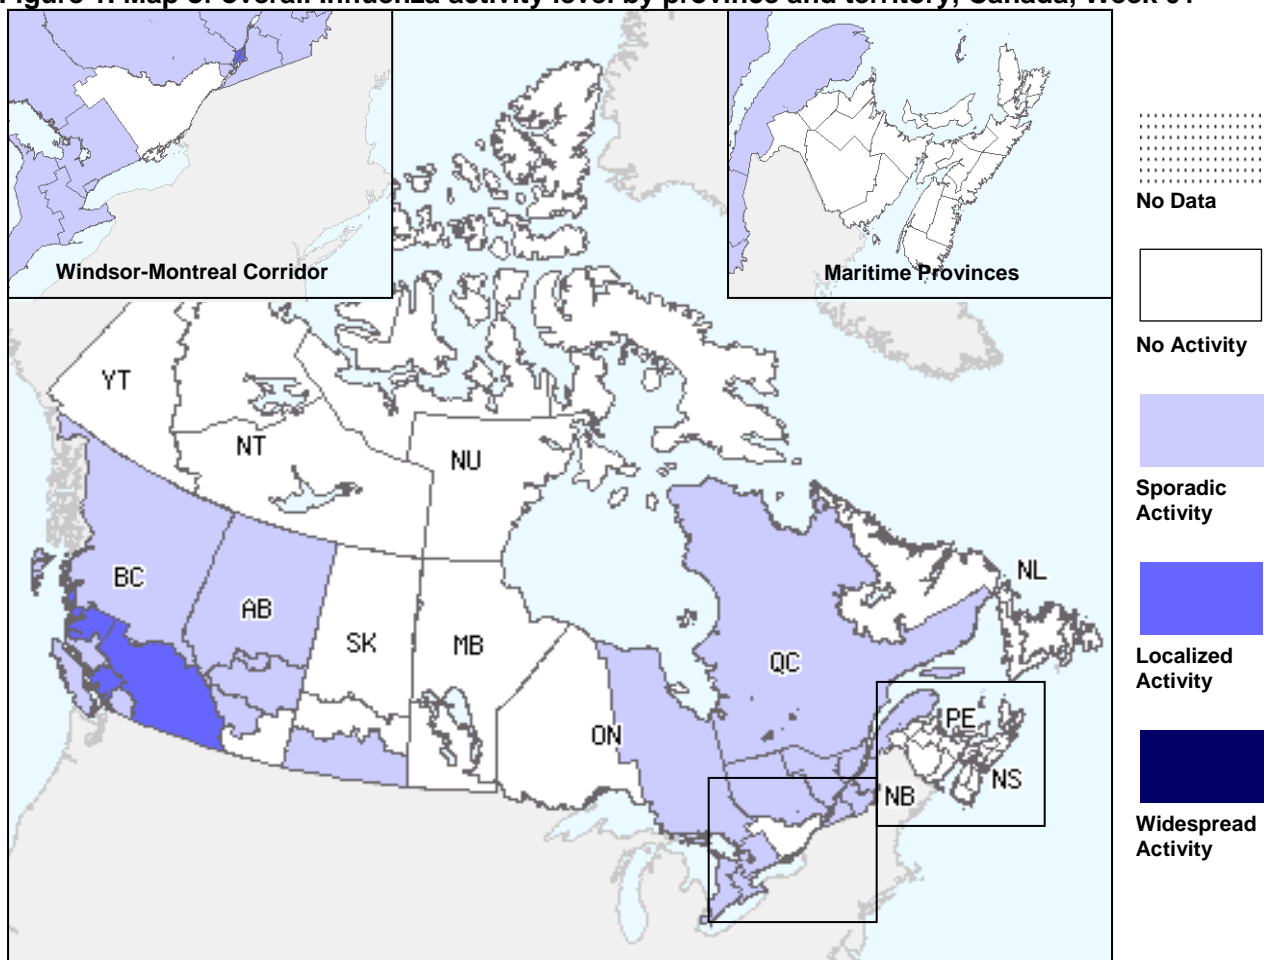 Windsor-Montreal Corridor
Maritime Provinces
No Data
No Activity
Sporadic
Activity
Localized
Activity
Widespread
Activity
YT
NT
NU
BC
AB
SK
MB
ON
QC
NL
PE
NS
NB